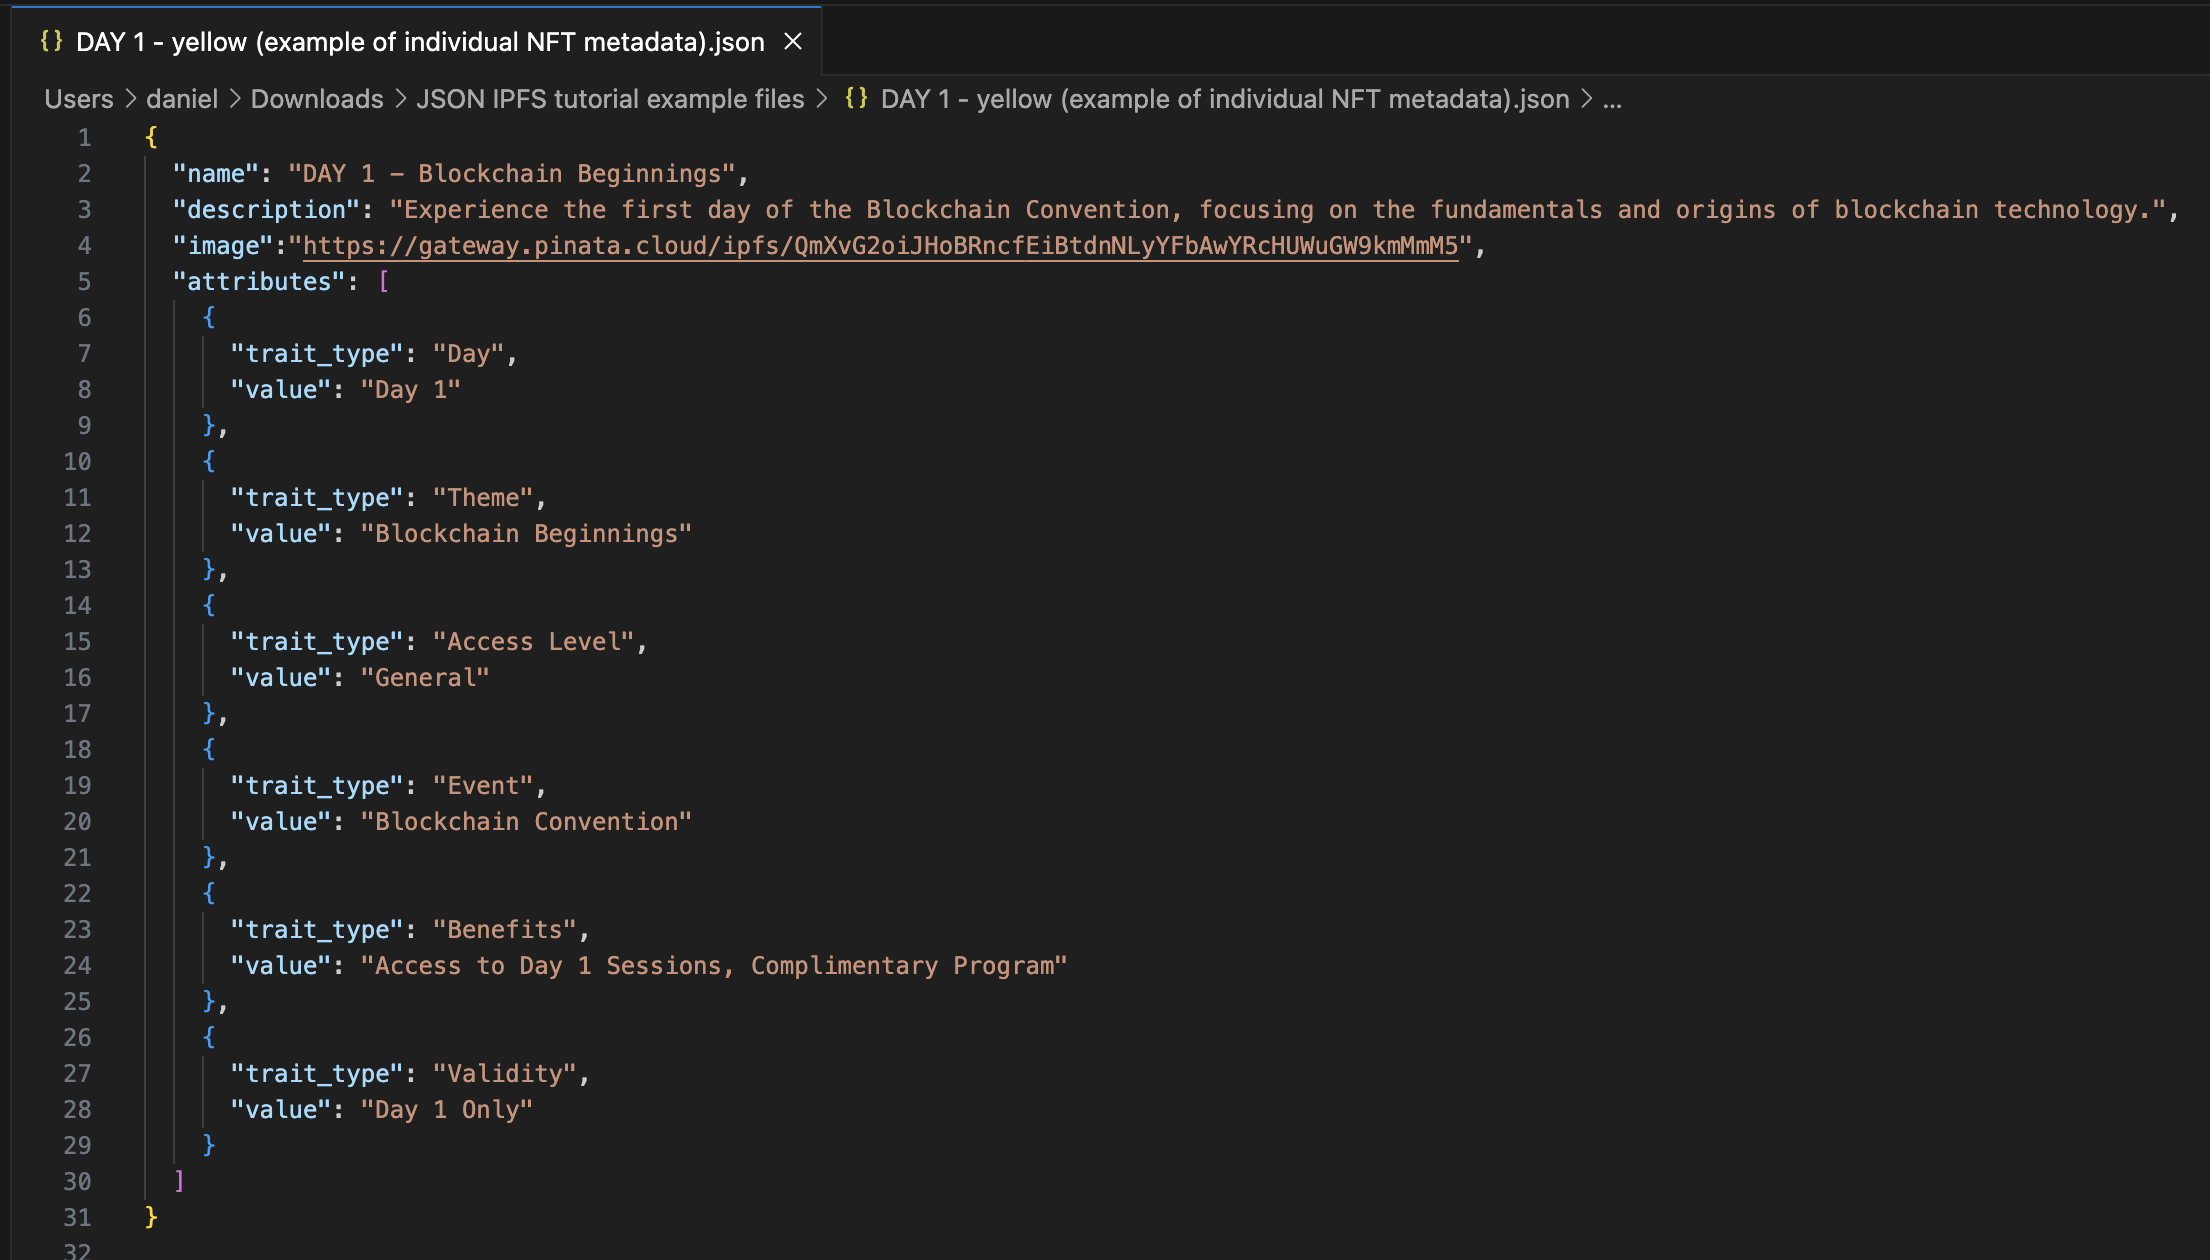 {} DAY 1 - yellow (example of individual NFT metadata).json ×
Users > daniel > Downloads > JSON IPFS tutorial example files > {} DAY 1 - yellow (example of individual NFT metadata).json > ...
1 {
2 "name": "DAY 1 – Blockchain Beginnings",
3 "description": "Experience the first day of the Blockchain Convention, focusing on the fundamentals and origins of blockchain technology.",
4 "image":"https://gateway.pinata.cloud/ipfs/QmXvG2oiJHoBRncfEiBtdnNLyYFbAwYRcHUWuGW9kmMmM5",
5 "attributes": [
6 {
7 "trait_type": "Day",
8 "value": "Day 1"
9 },
10 {
11 "trait_type": "Theme",
12 "value": "Blockchain Beginnings"
13 },
14 {
15 "trait_type": "Access Level",
16 "value": "General"
17 },
18 {
19 "trait_type": "Event",
20 "value": "Blockchain Convention"
21 },
22 {
23 "trait_type": "Benefits",
24 "value": "Access to Day 1 Sessions, Complimentary Program"
25 },
26 {
27 "trait_type": "Validity",
28 "value": "Day 1 Only"
29 }
30 ]
31 }
32